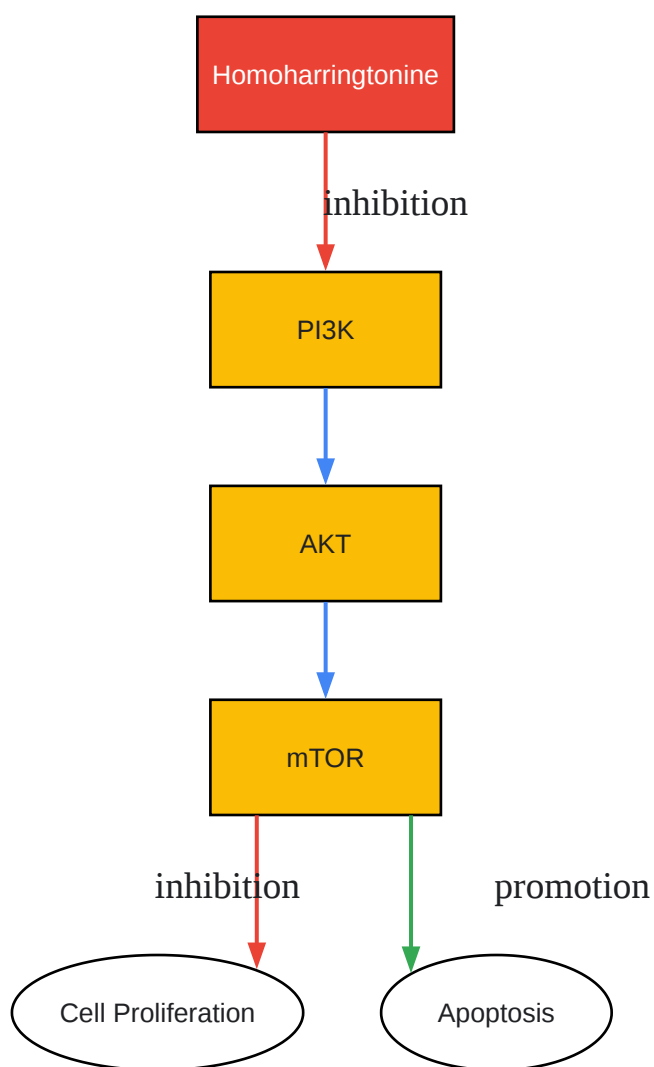 Homoharringtonine
inhibition
PI3K
AKT
mTOR
inhibition
promotion
Cell Proliferation
Apoptosis